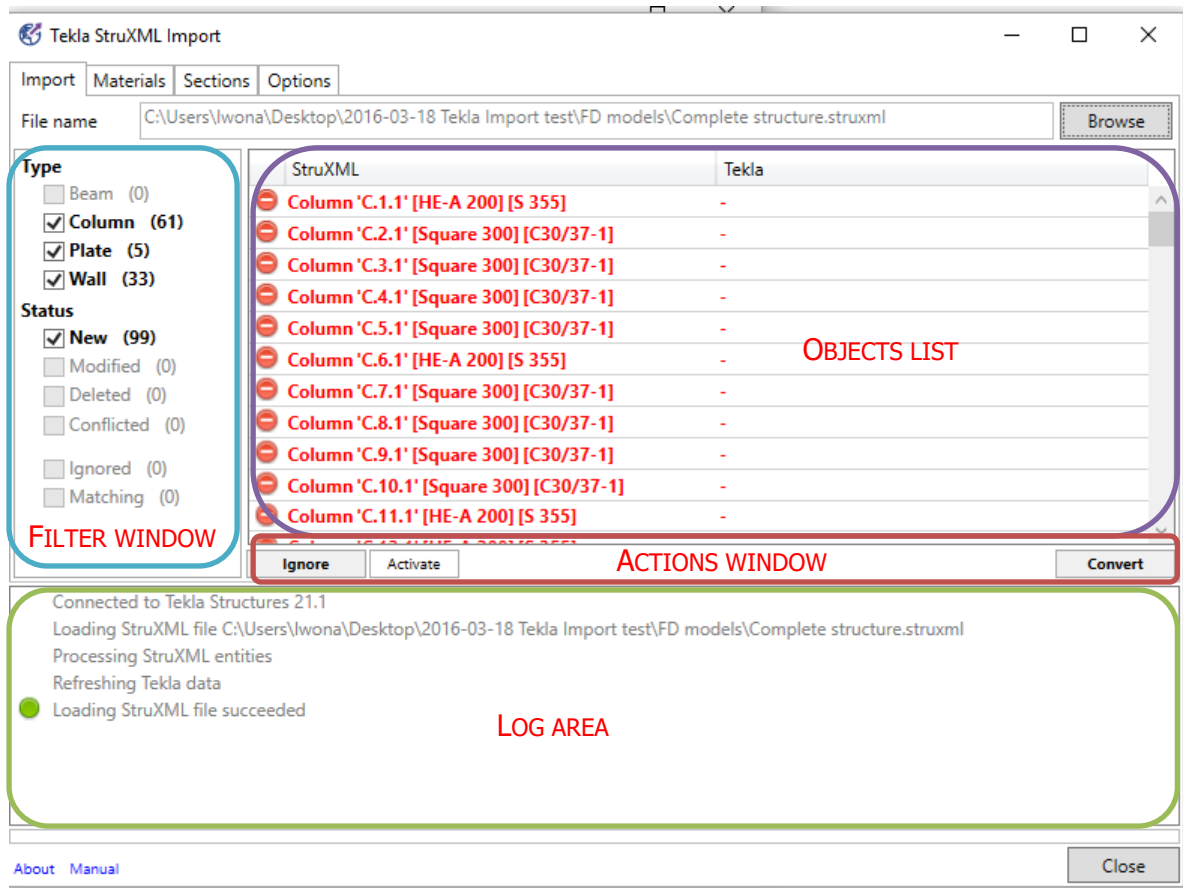 Tekla StruXML Import
Import Materials Sections Options
File name C:\Users\Iwona\Desktop\2016-03-18 Tekla Import test\FD models\Complete structure.struxml Browse
Type
Beam (0)
Column (61)
Plate (5)
Wall (33)
Status
New (99)
Modified (0)
Deleted (0)
Conflicted (0)
Ignored (0)
Matching (0)
FILTER WINDOW
StruXML Tekla
Column 'C.1.1' [HE-A 200] [S 355] -
Column 'C.2.1' [Square 300] [C30/37-1] -
Column 'C.3.1' [Square 300] [C30/37-1] -
Column 'C.4.1' [Square 300] [C30/37-1] -
Column 'C.5.1' [Square 300] [C30/37-1] -
Column 'C.6.1' [HE-A 200] [S 355] -
Column 'C.7.1' [Square 300] [C30/37-1] -
Column 'C.8.1' [Square 300] [C30/37-1] -
Column 'C.9.1' [Square 300] [C30/37-1] -
Column 'C.10.1' [Square 300] [C30/37-1] -
Column 'C.11.1' [HE-A 200] [S 355] -
OBJECTS LIST
Ignore Activate ACTIONS WINDOW Convert
Connected to Tekla Structures 21.1
Loading StruXML file C:\Users\Iwona\Desktop\2016-03-18 Tekla Import test\FD models\Complete structure.struxml
Processing StruXML entities
Refreshing Tekla data
Loading StruXML file succeeded
LOG AREA
About Manual Close